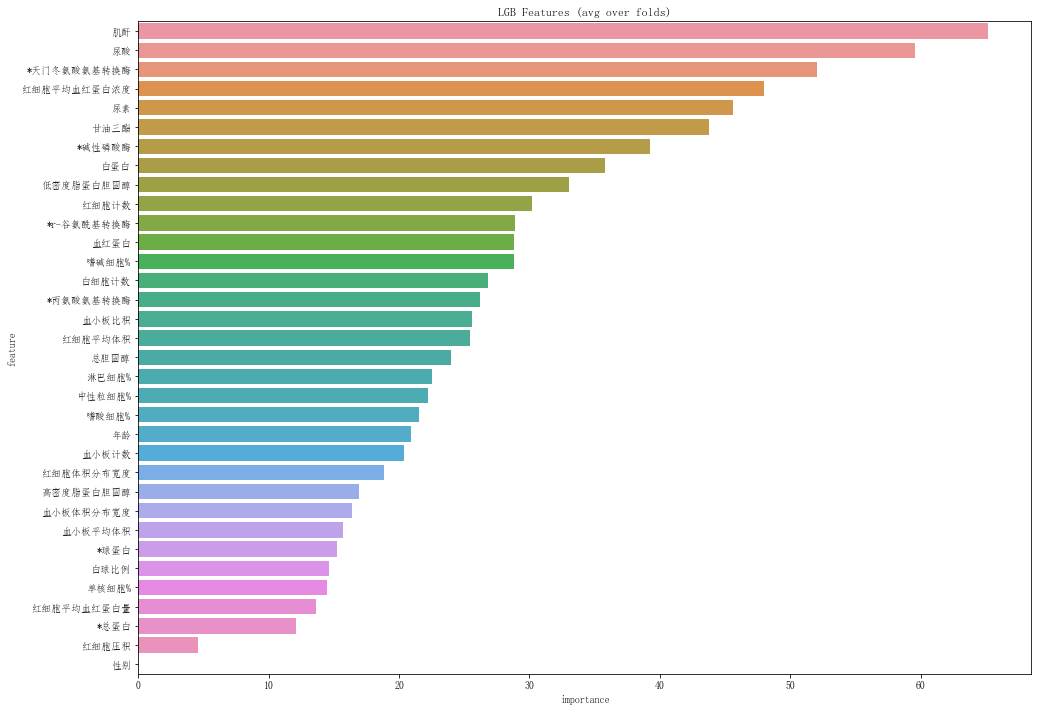 LGB Features (avg over folds)
肌酐
尿酸
*天门冬氨酸氨基转换酶
红细胞平均血红蛋白浓度
尿素
甘油三酯
*碱性磷酸酶
白蛋白
低密度脂蛋白胆固醇
红细胞计数
*r-谷氨酰基转换酶
血红蛋白
嗜碱细胞%
白细胞计数
*丙氨酸氨基转换酶
血小板比积
红细胞平均体积
总胆固醇
淋巴细胞%
中性粒细胞%
嗜酸细胞%
年龄
血小板计数
红细胞体积分布宽度
高密度脂蛋白胆固醇
血小板体积分布宽度
血小板平均体积
*球蛋白
白球比例
单核细胞%
红细胞平均血红蛋白量
*总蛋白
红细胞压积
性别
feature
0 10 20 30 40 50 60
importance